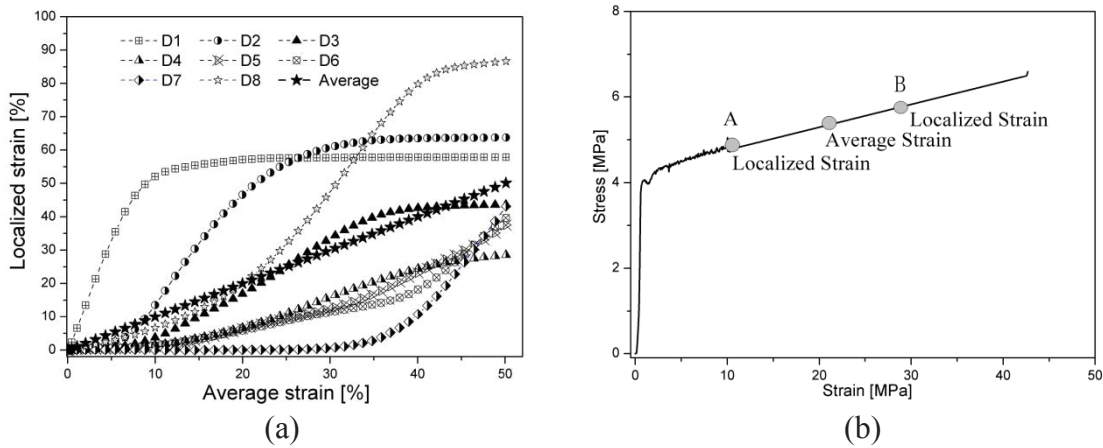 100
90
80
70
60
50
40
30
20
10
0
Localized strain [%]
D1 D2 D3
D4 D5 D6
D7 D8 Average
0 10 20 30 40 50
Average strain [%]
(a)
8
6
4
2
0
Stress [MPa]
A
B
Localized Strain
Average Strain
Localized Strain
0 10 20 30 40 50
Strain [MPa]
(b)